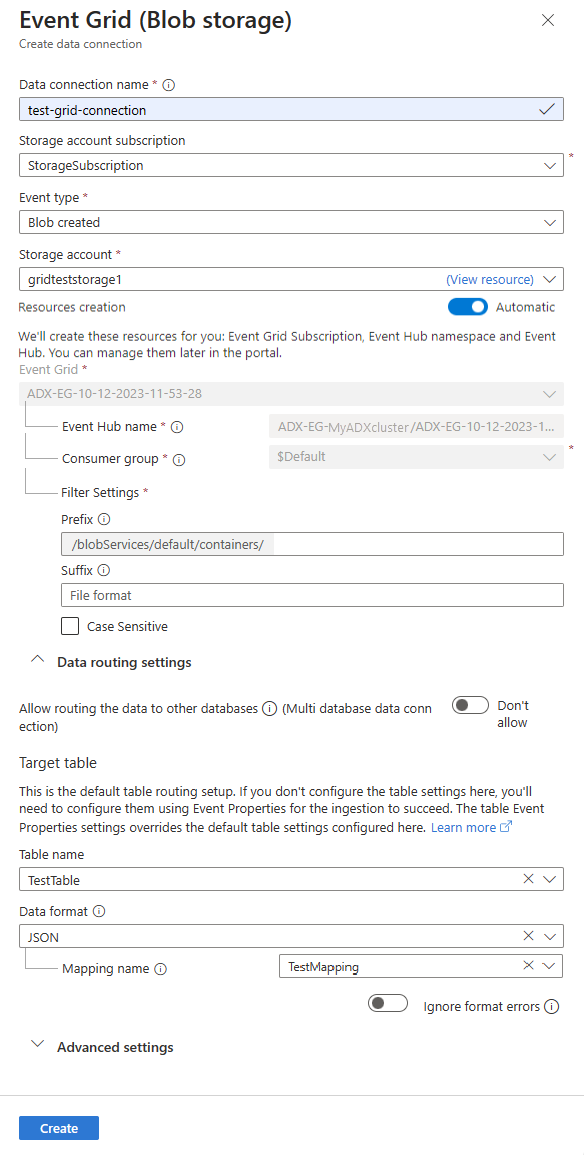 Event Grid (Blob storage)
Create data connection
Data connection name *
test-grid-connection
Storage account subscription
StorageSubscription
*
Event type *
Blob created
Storage account *
gridteststorage1 (View resource)
Resources creation Automatic
We'll create these resources for you: Event Grid Subscription, Event Hub namespace and Event
Hub. You can manage them later in the portal.
Event Grid *
ADX-EG-10-12-2023-11-53-28
Event Hub name * ADX-EG-MyADXcluster/ADX-EG-10-12-2023-1...
Consumer group * $Default *
Filter Settings *
Prefix
/blobServices/default/containers/
Suffix
File format
Case Sensitive
Data routing settings
Allow routing the data to other databases (Multi database data conn
ection)
Don't
allow
Target table
This is the default table routing setup. If you don't configure the table settings here, you'll
need to configure them using Event Properties for the ingestion to succeed. The table Event
Properties settings overrides the default table settings configured here. Learn more
Table name
TestTable
Data format
JSON
Mapping name TestMapping
Ignore format errors
Advanced settings
Create